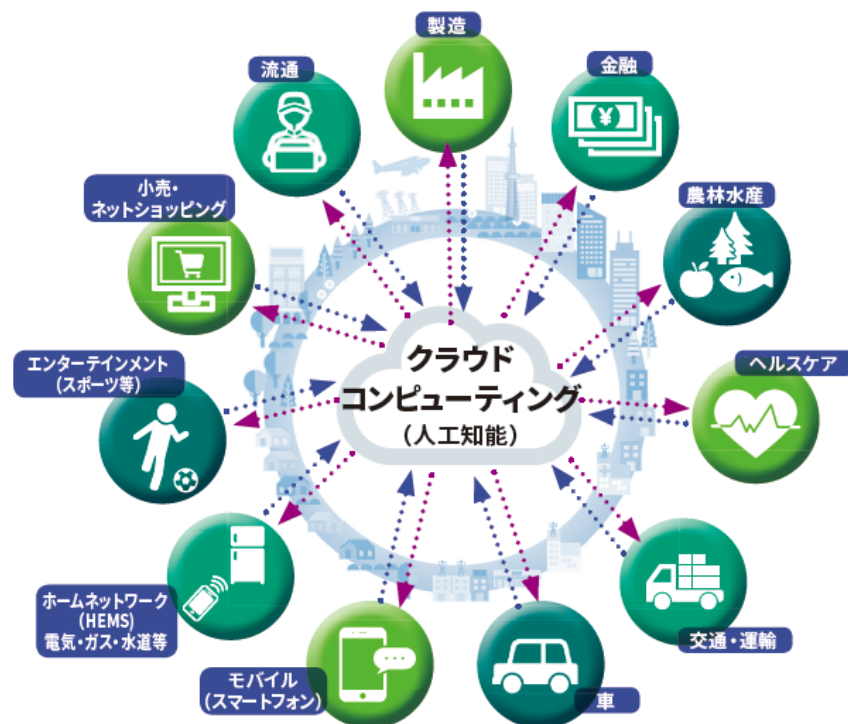 製造
流通
金融
小売・
ネットショッピング
農林水産
エンターテインメント
(スポーツ等)
クラウド
コンピューティング
(人工知能)
ヘルスケア
ホームネットワーク
(HEMS)
電気・ガス・水道等
モバイル
(スマートフォン)
車
交通・運輸
¥